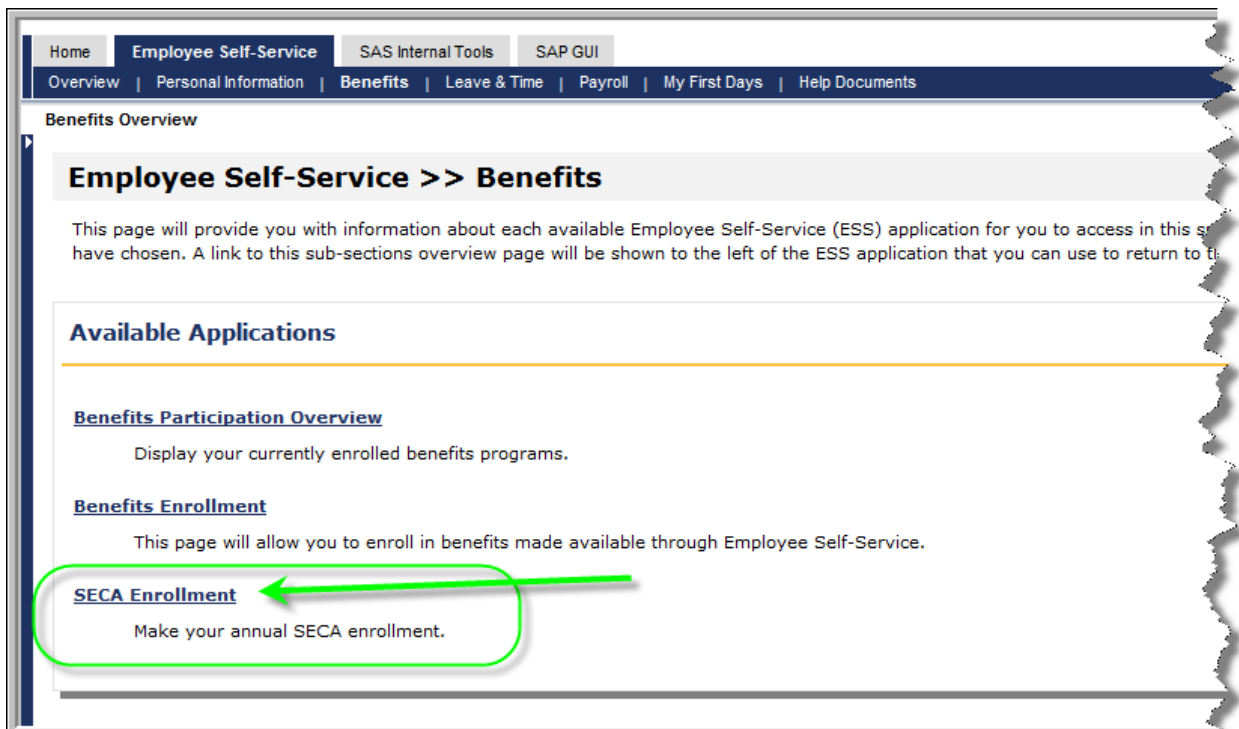 Home Employee Self-Service SAS Internal Tools SAP GUI
Overview | Personal Information | Benefits | Leave & Time | Payroll | My First Days | Help Documents
Benefits Overview
Employee Self-Service >> Benefits
This page will provide you with information about each available Employee Self-Service (ESS) application for you to access in this
have chosen. A link to this sub-sections overview page will be shown to the left of the ESS application that you can use to return to
Available Applications
Benefits Participation Overview
Display your currently enrolled benefits programs.
Benefits Enrollment
This page will allow you to enroll in benefits made available through Employee Self-Service.
SECA Enrollment
Make your annual SECA enrollment.